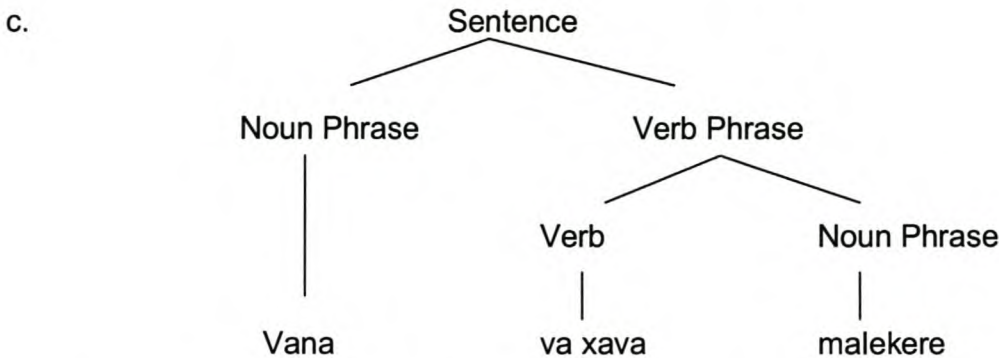 c. Sentence
Noun Phrase Verb Phrase
Verb Noun Phrase
Vana va xava malekere